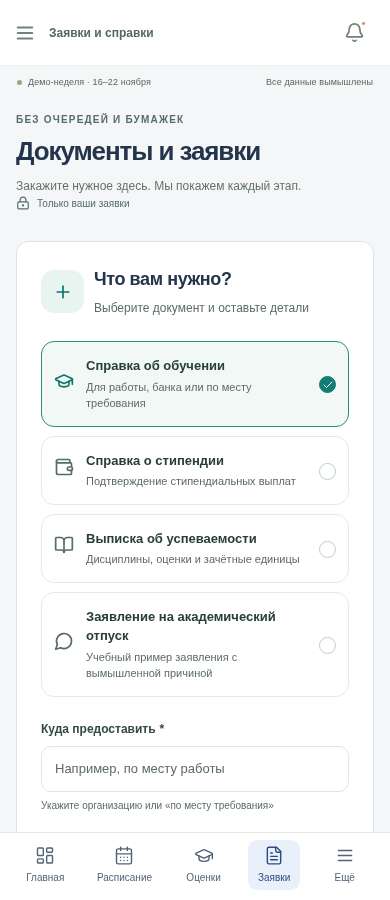 Заявки и справки
Демо-неделя · 16–22 ноября
Все данные вымышлены
БЕЗ ОЧЕРЕДЕЙ И БУМАЖЕК
Документы и заявки
Закажите нужное здесь. Мы покажем каждый этап.
Только ваши заявки
Что вам нужно?
Выберите документ и оставьте детали
Справка об обучении
Для работы, банка или по месту
требования
Справка о стипендии
Подтверждение стипендиальных выплат
Выписка об успеваемости
Дисциплины, оценки и зачётные единицы
Заявление на академический
отпуск
Учебный пример заявления с
вымышленной причиной
Куда предоставить *
Например, по месту работы
Укажите организацию или «по месту требования»
Главная
Расписание
Оценки
Заявки
Ещё